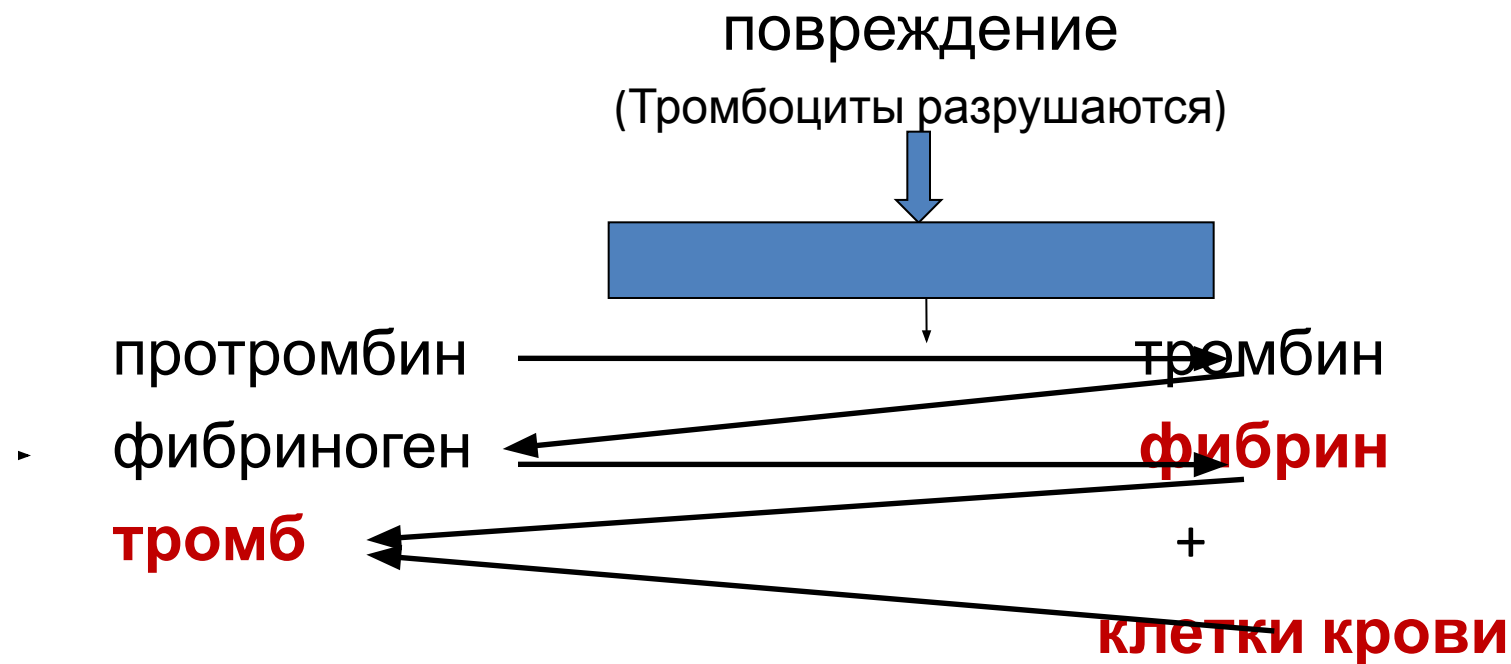 повреждение
(Тромбоциты разрушаются)
протромбин тромбин
фибриноген фибрин
тромб +
клетки крови